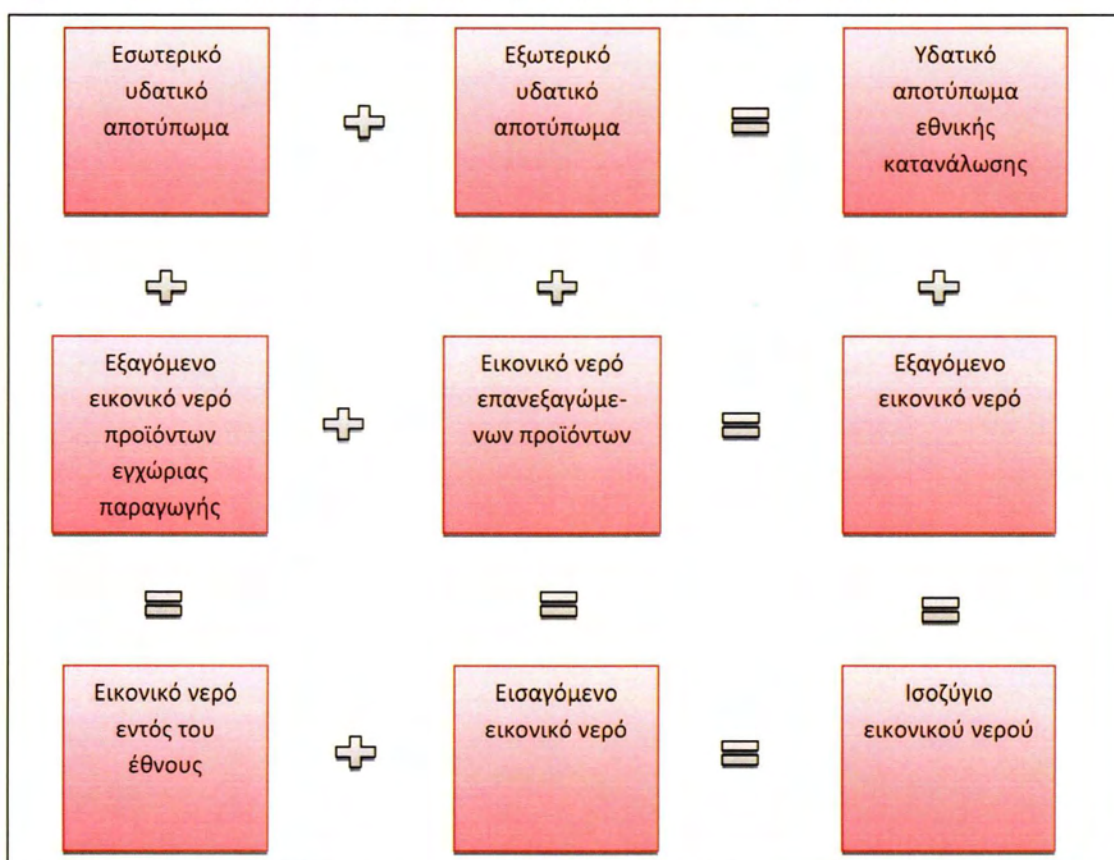 Εσωτερικό
υδατικό
αποτύπωμα
Εξωτερικό
υδατικό
αποτύπωμα
Υδατικό
αποτύπωμα
εθνικής
κατανάλωσης
Εξαγόμενο
εικονικό νερό
προϊόντων
εγχώριας
παραγωγής
Εικονικό νερό
επανεξαγώμε-
νων προϊόντων
Εξαγόμενο
εικονικό νερό
Εικονικό νερό
εντός του
έθνους
Εισαγόμενο
εικονικό νερό
Ισοζύγιο
εικονικού νερού